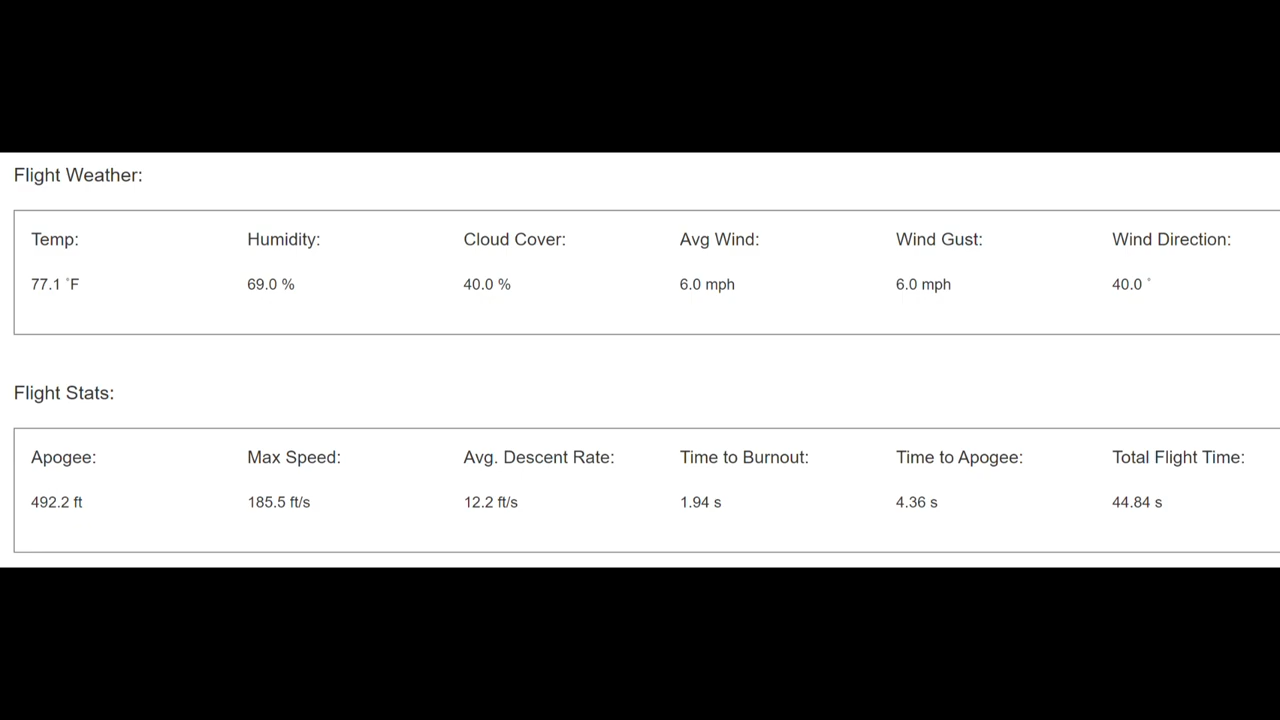 Flight Weather:
Temp: Humidity: Cloud Cover: Avg Wind: Wind Gust: Wind Direction:
77.1 °F 69.0 % 40.0 % 6.0 mph 6.0 mph 40.0 °
Flight Stats:
Apogee: Max Speed: Avg. Descent Rate: Time to Burnout: Time to Apogee: Total Flight Time:
492.2 ft 185.5 ft/s 12.2 ft/s 1.94 s 4.36 s 44.84 s